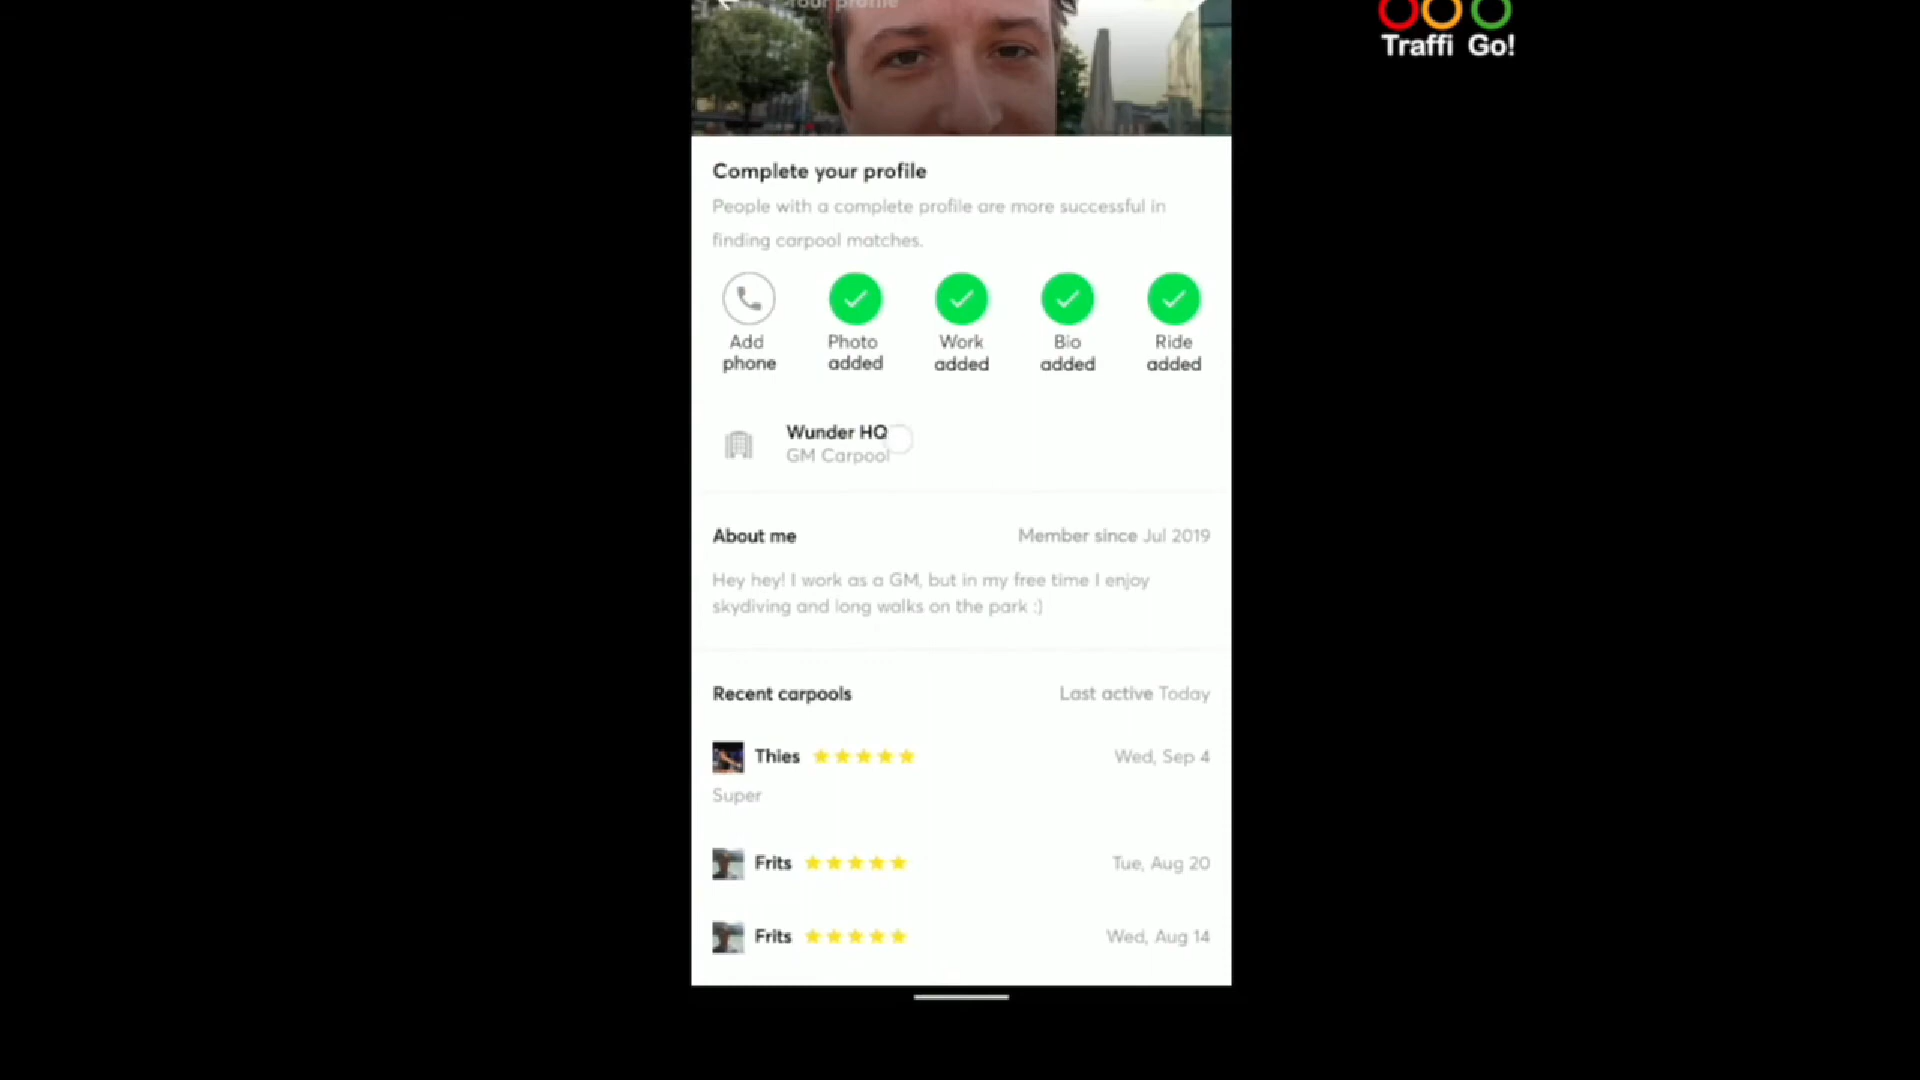 Your profile
Traffi Go!
Complete your profile
People with a complete profile are more successful in
finding carpool matches.
Add phone
Photo added
Work added
Bio added
Ride added
Wunder HQ
GM Carpool
About me
Member since Jul 2019
Hey hey! I work as a GM, but in my free time I enjoy
skydiving and long walks on the park :)
Recent carpools
Last active Today
Thies
Wed, Sep 4
Super
Frits
Tue, Aug 20
Frits
Wed, Aug 14